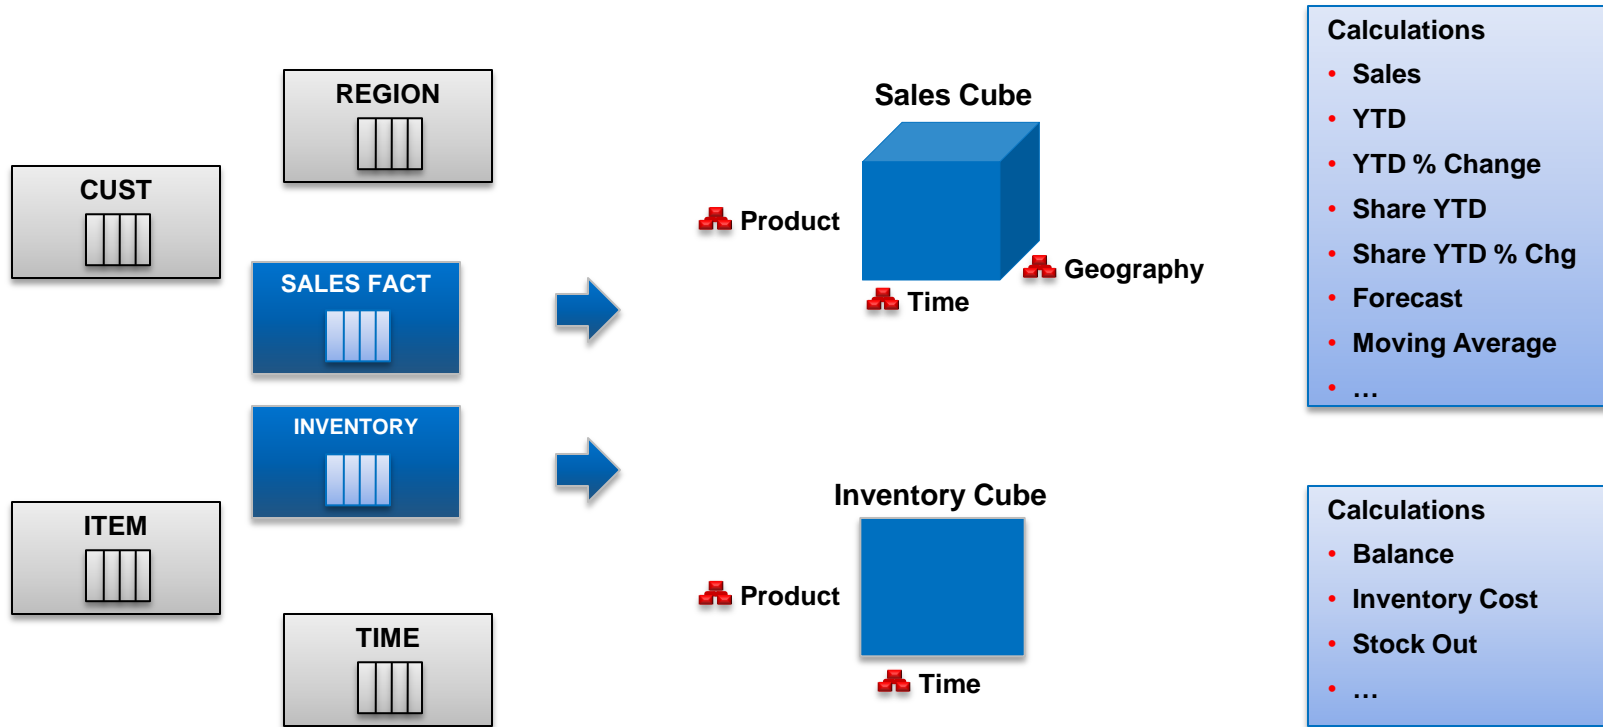 REGION
CUST
SALES FACT
INVENTORY
ITEM
TIME
Sales Cube
Product
Geography
Time
Inventory Cube
Product
Time
Calculations
• Sales
• YTD
• YTD % Change
• Share YTD
• Share YTD % Chg
• Forecast
• Moving Average
• ...
Calculations
• Balance
• Inventory Cost
• Stock Out
• ...